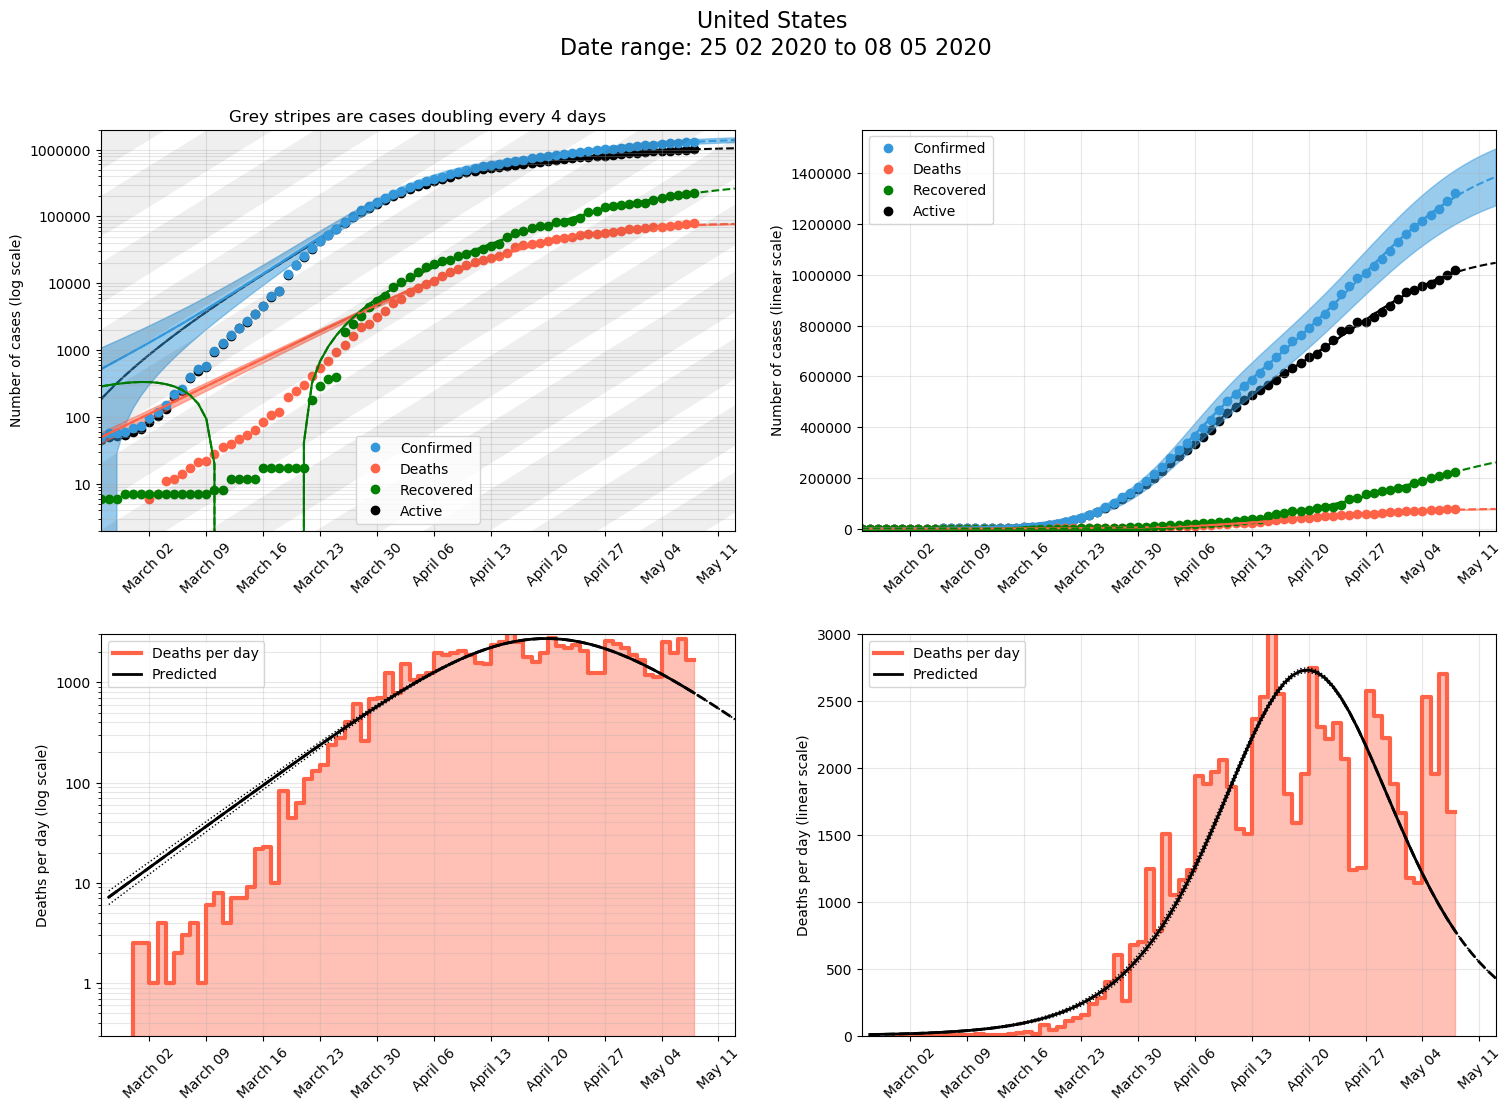 United States
Date range: 25 02 2020 to 08 05 2020
Grey stripes are cases doubling every 4 days
Number of cases (log scale)
1000000
100000
10000
1000
100
10
Confirmed
Deaths
Recovered
Active
March 02
March 09
March 16
March 23
March 30
April 06
April 13
April 20
April 27
May 04
May 11
Number of cases (linear scale)
1400000
1200000
1000000
800000
600000
400000
200000
0
Confirmed
Deaths
Recovered
Active
March 02
March 09
March 16
March 23
March 30
April 06
April 13
April 20
April 27
May 04
May 11
Deaths per day (log scale)
1000
100
10
1
Deaths per day
Predicted
March 02
March 09
March 16
March 23
March 30
April 06
April 13
April 20
April 27
May 04
May 11
Deaths per day (linear scale)
3000
2500
2000
1500
1000
500
0
Deaths per day
Predicted
March 02
March 09
March 16
March 23
March 30
April 06
April 13
April 20
April 27
May 04
May 11